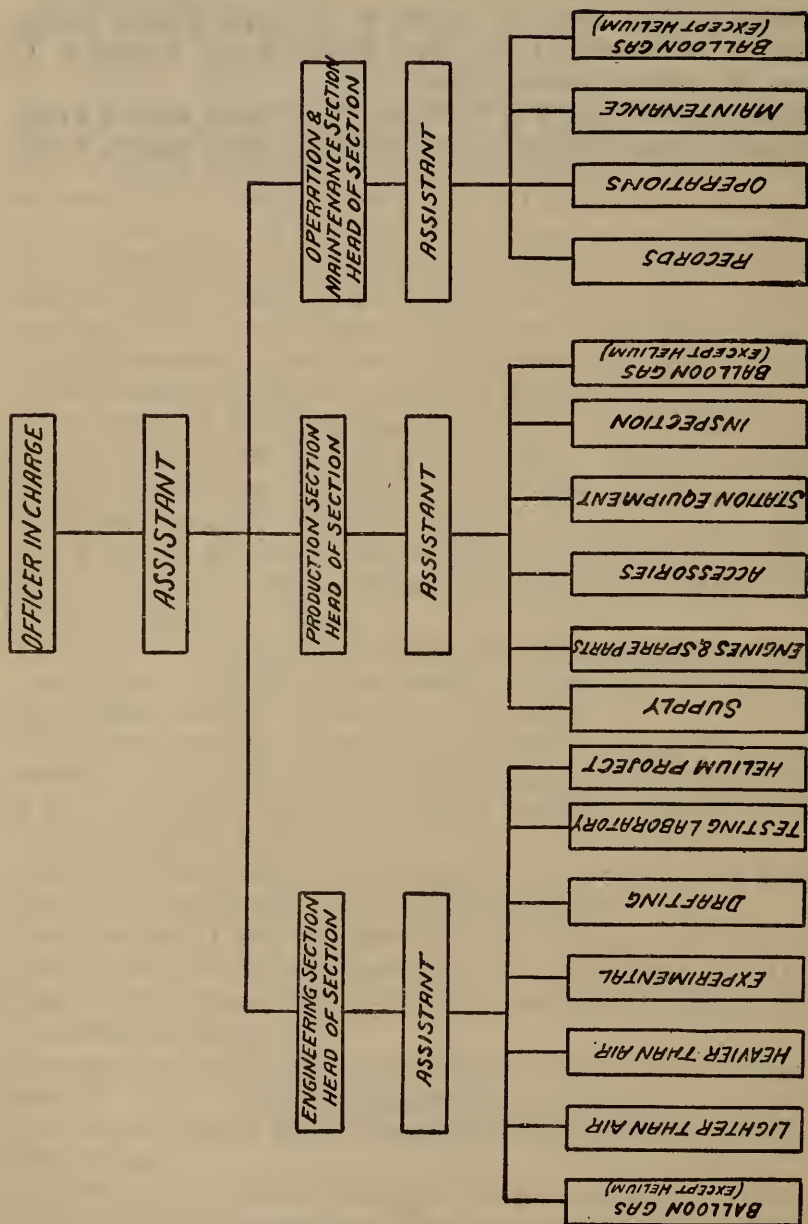 OFFICER IN CHARGE
ASSISTANT
ENGINEERING SECTION
HEAD OF SECTION
PRODUCTION SECTION
HEAD OF SECTION
OPERATION &
MAINTENANCE SECTION
HEAD OF SECTION
ASSISTANT
ASSISTANT
ASSISTANT
BALLOON GAS
(EXCEPT HELIUM)
LIGHTER THAN AIR
HEAVIER THAN AIR
EXPERIMENTAL
DRAFTING
TESTING LABORATORY
HELIUM PROJECT
SUPPLY
ENGINES & SPARE PARTS
ACCESSORIES
STATION EQUIPMENT
INSPECTION
BALLOON GAS
(EXCEPT HELIUM)
RECORDS
OPERATIONS
MAINTENANCE
BALLOON GAS
(EXCEPT HELIUM)